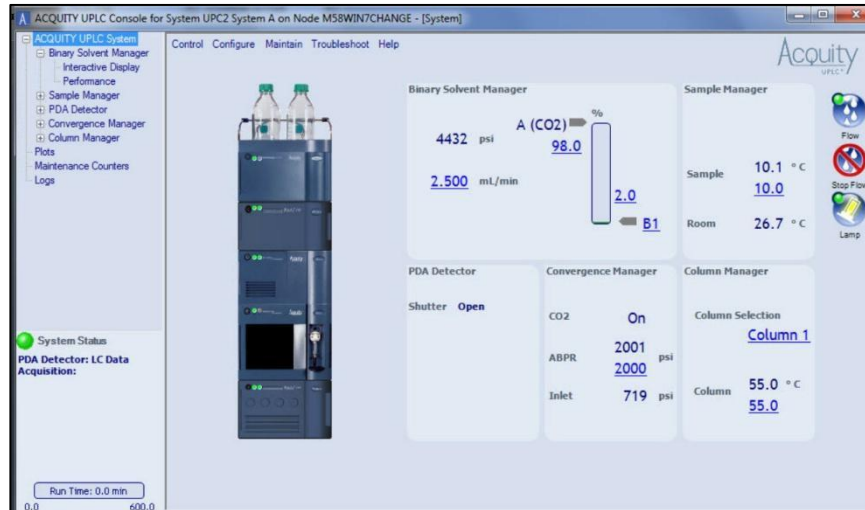 ACQUITY UPLC Console for System UPC2 System A on Node M58WIN7CHANGE - [System]
ACQUITY UPLC System
Binary Solvent Manager
Interactive Display
Performance
Sample Manager
PDA Detector
Convergence Manager
Column Manager
Plots
Maintenance Counters
Logs
System Status
PDA Detector: LC Data
Acquisition:
Run Time: 0.0 min
0.0 600.0
Control Configure Maintain Troubleshoot Help
Acquity
UPLC
Binary Solvent Manager
4432 psi
A (CO2)
%
98.0
2.500 mL/min
2.0
B1
Sample Manager
Sample 10.1 °C
10.0
Room 26.7 °C
Flow
Stop Flow
Lamp
PDA Detector
Shutter Open
Convergence Manager
CO2 On
ABPR 2001 psi
2000
Inlet 719 psi
Column Manager
Column Selection
Column 1
Column 55.0 °C
55.0